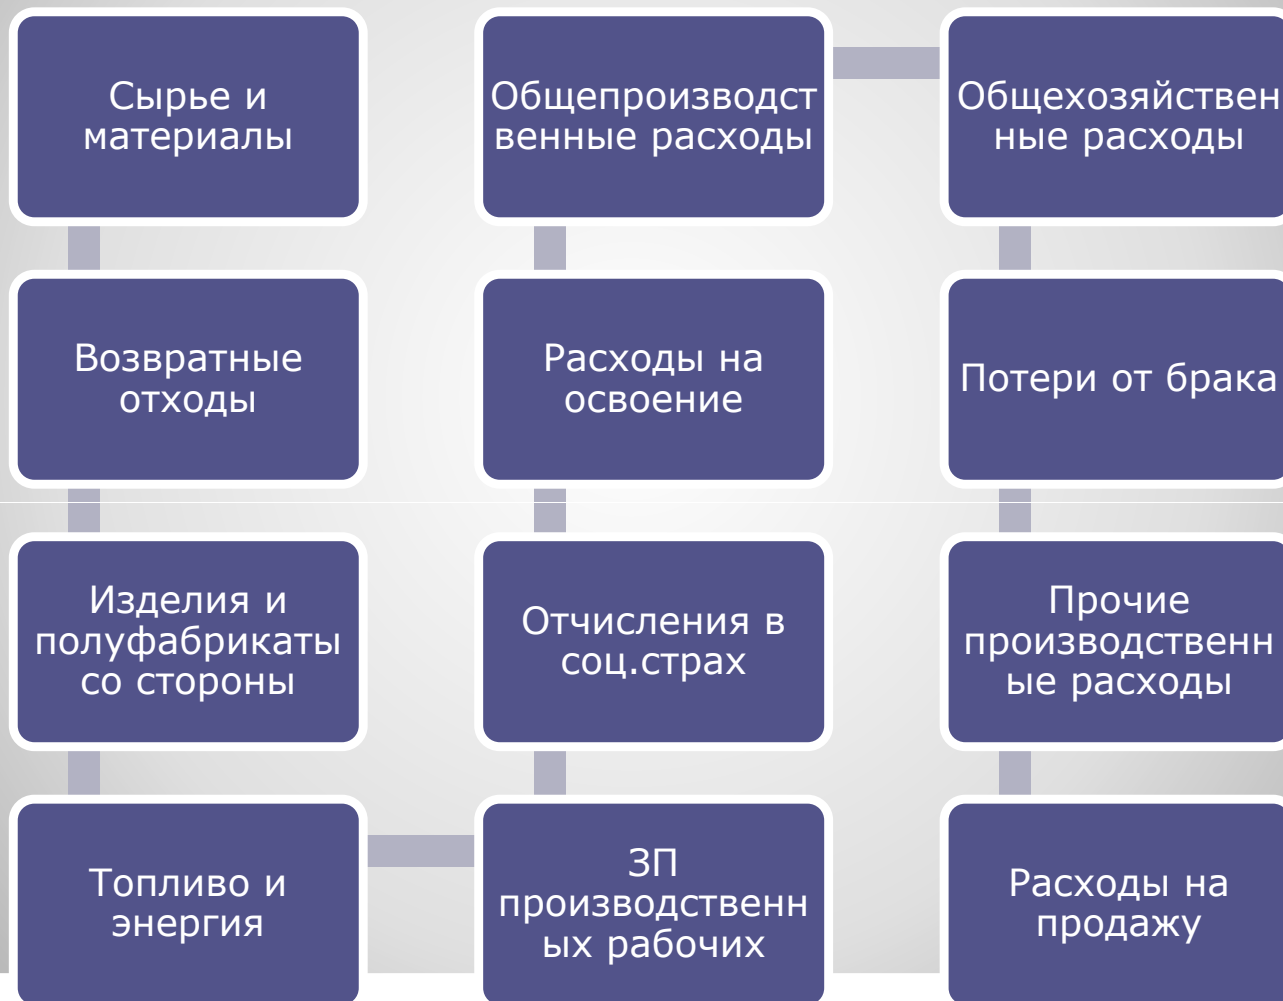 Сырье и
материалы
Возвратные
отходы
Изделия и
полуфабрикаты
со стороны
Топливо и
энергия
ЗП
производственн
ых рабочих
Отчисления в
соц.страх
Расходы на
освоение
Общепроизводст
венные расходы
Общехозяйствен
ные расходы
Потери от брака
Прочие
производственн
ые расходы
Расходы на
продажу